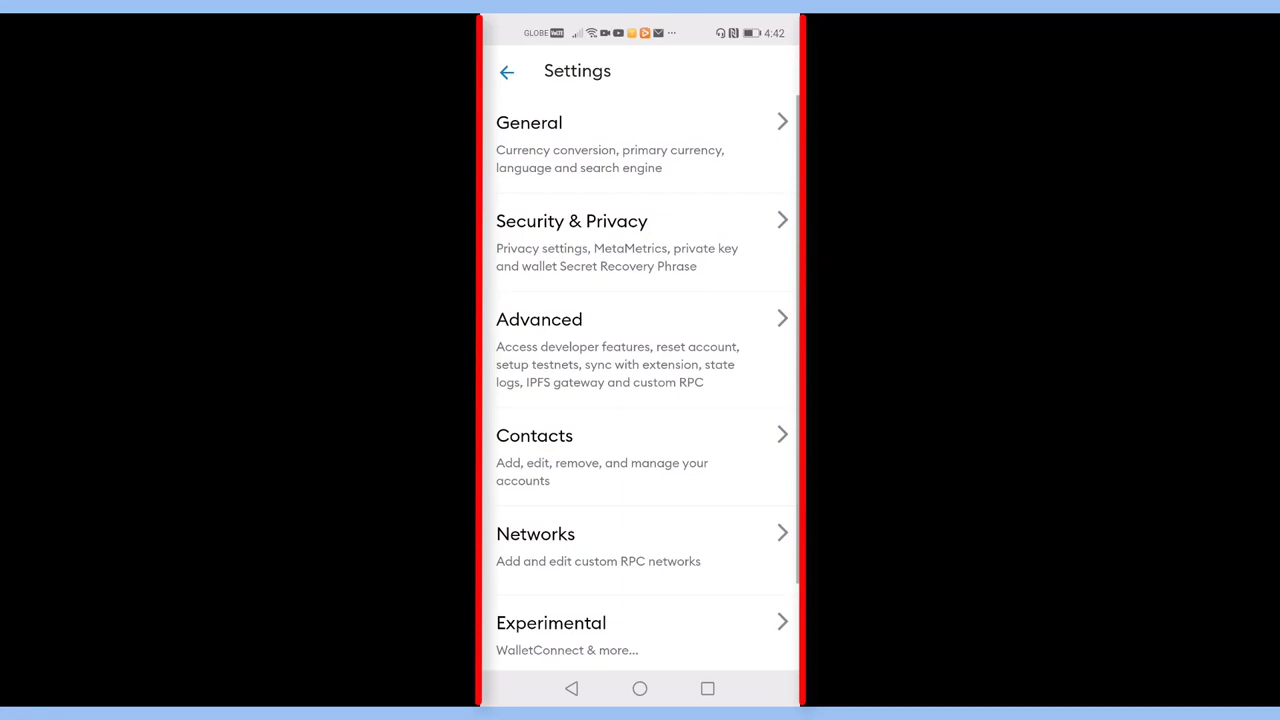 GLOBE VoLTE 4:42
Settings
General
Currency conversion, primary currency,
language and search engine
Security & Privacy
Privacy settings, MetaMetrics, private key
and wallet Secret Recovery Phrase
Advanced
Access developer features, reset account,
setup testnets, sync with extension, state
logs, IPFS gateway and custom RPC
Contacts
Add, edit, remove, and manage your
accounts
Networks
Add and edit custom RPC networks
Experimental
WalletConnect & more...